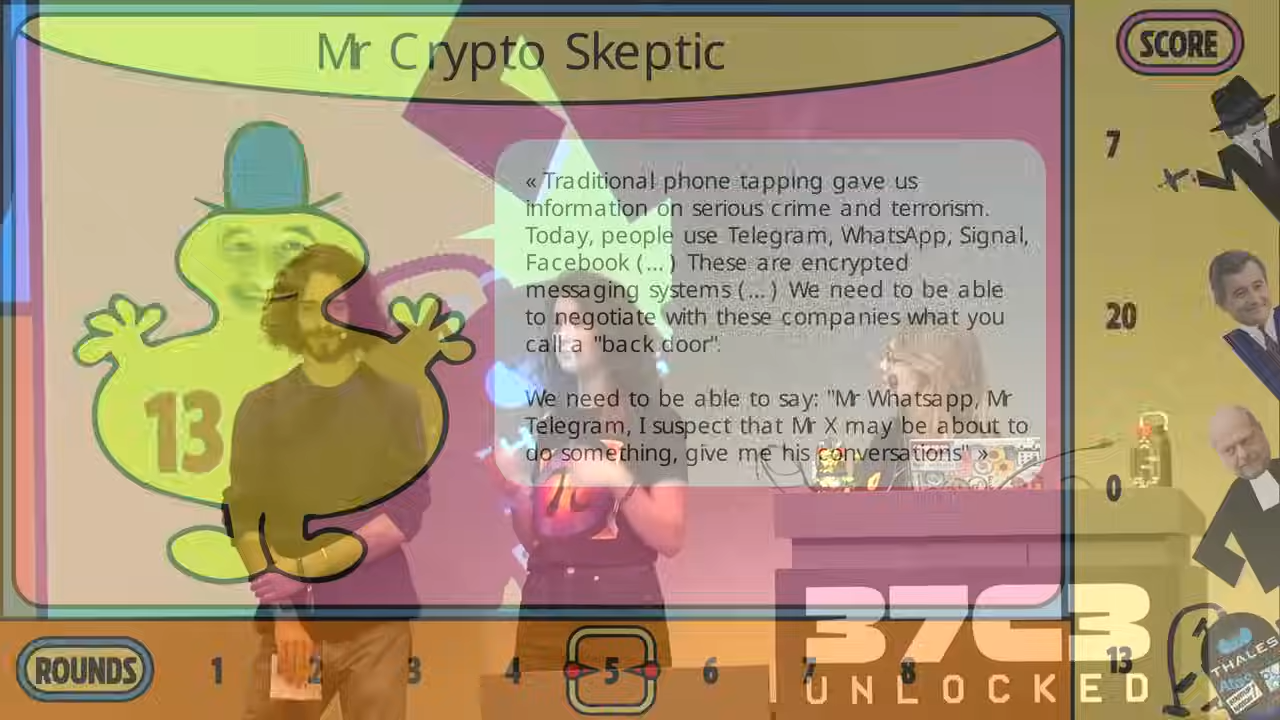 Mr Crypto Skeptic
SCORE
« Traditional phone tapping gave us
information on serious crime and terrorism.
Today, people use Telegram, WhatsApp, Signal,
Facebook (...) These are encrypted
messaging systems (...) We need to be able
to negotiate with these companies what you
call a "back door".
We need to be able to say: "Mr Whatsapp, Mr
Telegram, I suspect that Mr X may be about to
do something, give me his conversations" »
13
7
20
0
13
THALES
Atos
37C3
UNLOCKED
ROUNDS 1 2 3 4 5 6 7 8